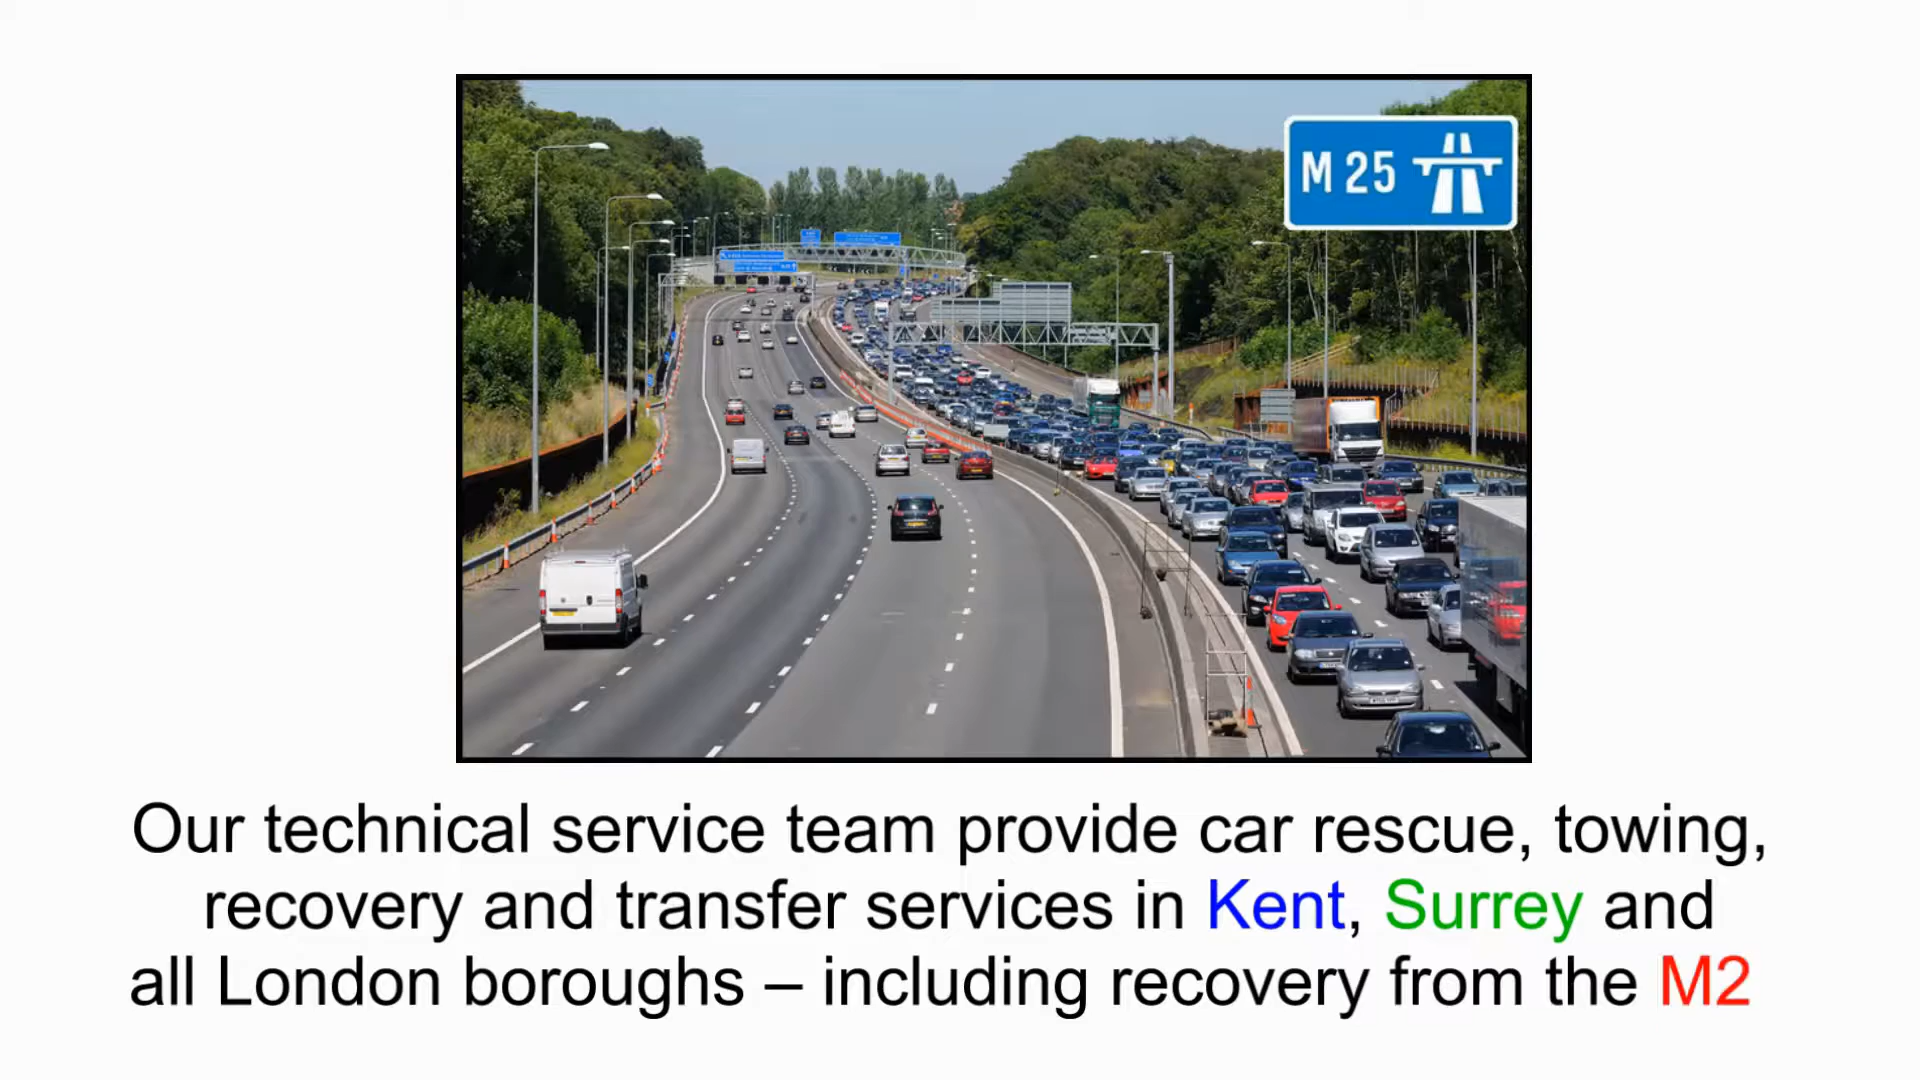 M 25
Our technical service team provide car rescue, towing,
recovery and transfer services in Kent, Surrey and
all London boroughs – including recovery from the M2